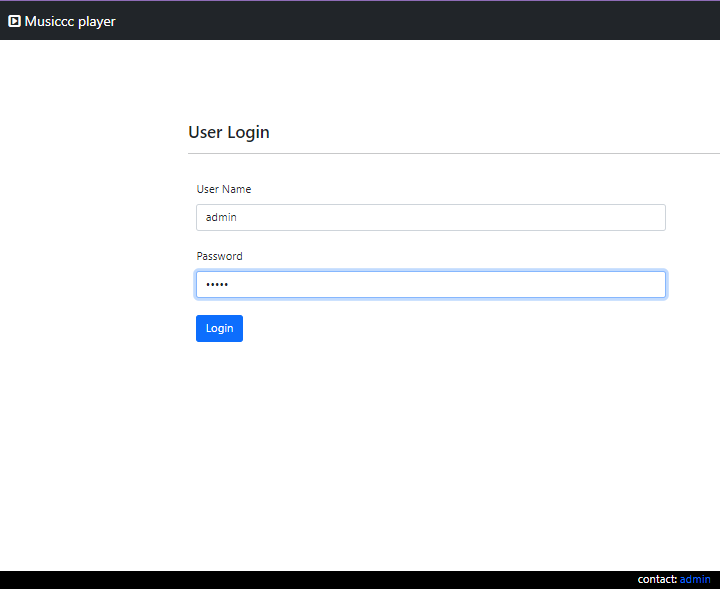 Musiccc player
User Login
User Name
admin
Password
•••••
Login
contact: admin